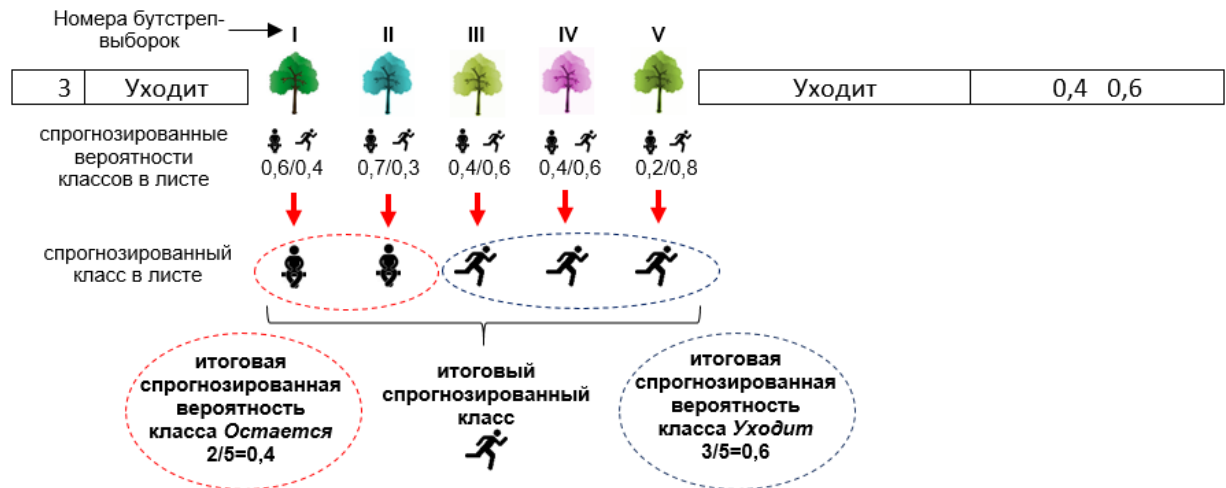 Номера бутстреп-
выборок
I II III IV V
3 Уходит
Уходит 0,4 0,6
спрогнозированные
вероятности
классов в листе
0,6/0,4 0,7/0,3 0,4/0,6 0,4/0,6 0,2/0,8
спрогнозированный
класс в листе
итоговая
спрогнозированная
вероятность
класса Остается
2/5=0,4
итоговый
спрогнозированный
класс
итоговая
спрогнозированная
вероятность
класса Уходит
3/5=0,6